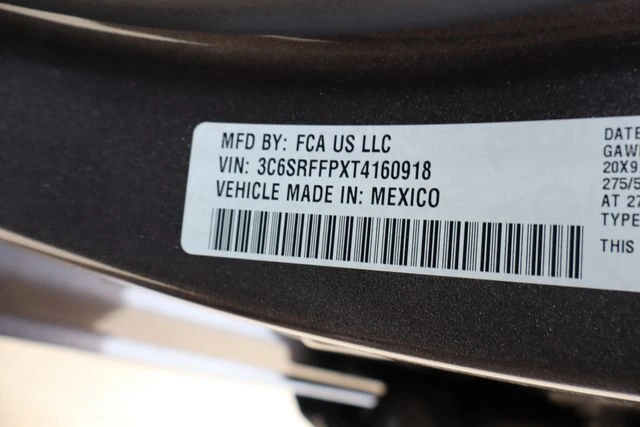 MFD BY: FCA US LLC
VIN: 3C6SRFFPXT4160918
VEHICLE MADE IN: MEXICO
DATE
GAW
20X9
275/5
AT 27
TYPE
THIS